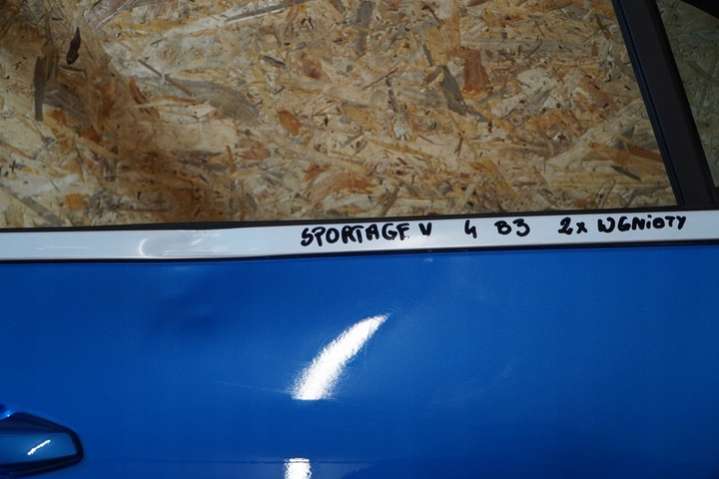 SPORTAGE V 4 B3 2x WGNIOTY